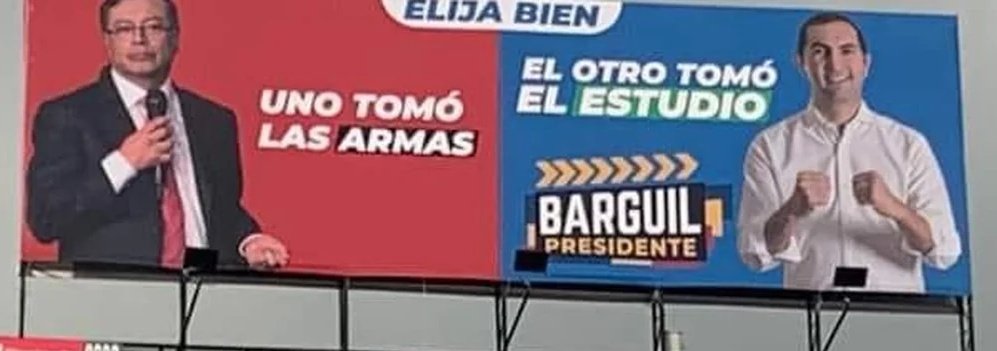 ELIJA BIEN
UNO TOMÓ
LAS ARMAS
EL OTRO TOMÓ
EL ESTUDIO
BARGUIL
PRESIDENTE